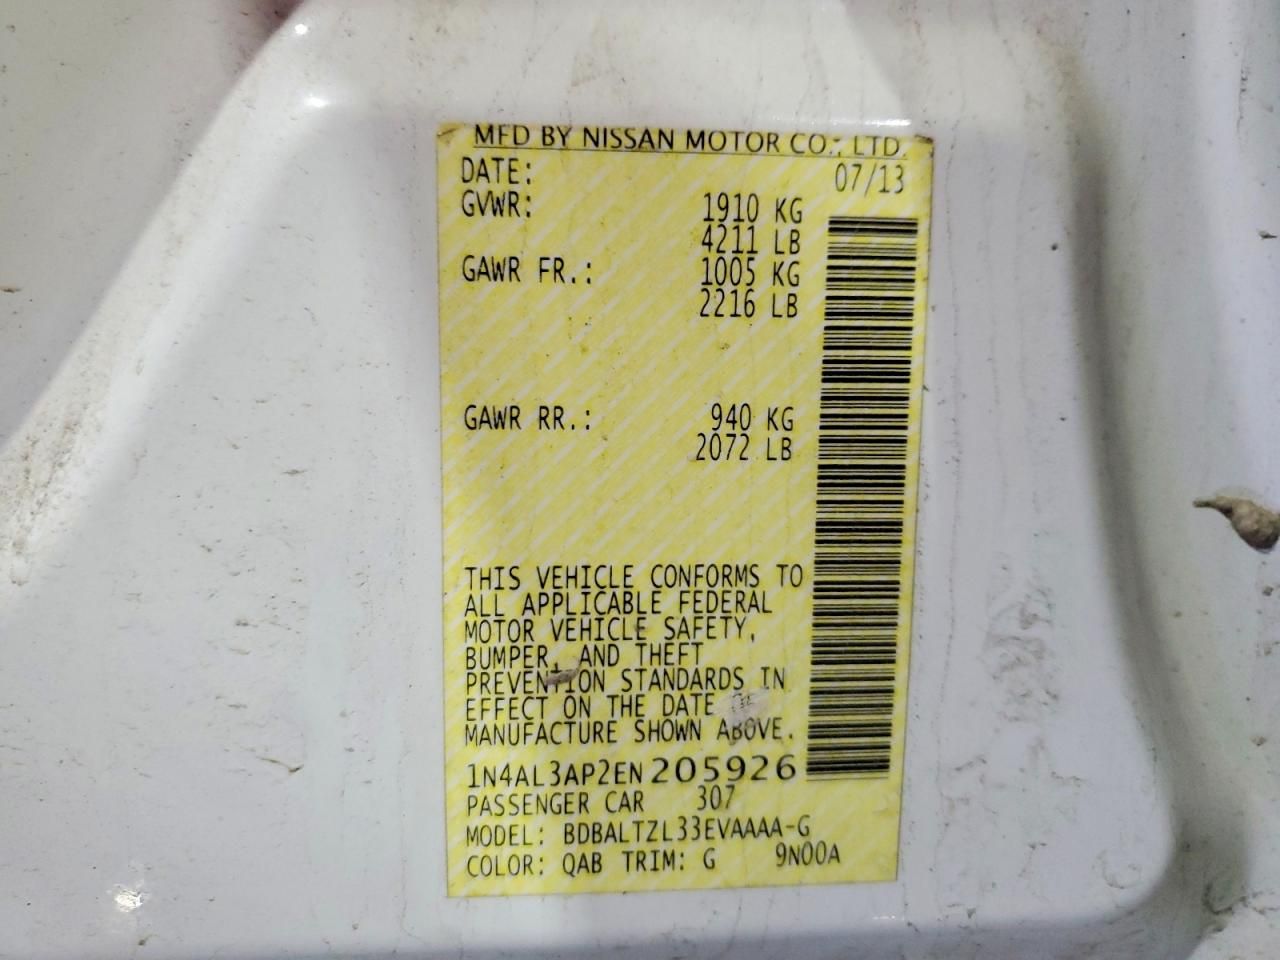 MFD BY NISSAN MOTOR CO., LTD.
DATE: 07/13
GVWR: 1910 KG
4211 LB
GAWR FR.: 1005 KG
2216 LB
GAWR RR.: 940 KG
2072 LB
THIS VEHICLE CONFORMS TO
ALL APPLICABLE FEDERAL
MOTOR VEHICLE SAFETY,
BUMPER, AND THEFT
PREVENTION STANDARDS IN
EFFECT ON THE DATE
MANUFACTURE SHOWN ABOVE.
1N4AL3AP2EN205926
PASSENGER CAR 307
MODEL: BDBALTZL33EVAAAA-G
COLOR: QAB TRIM: G 9N00A